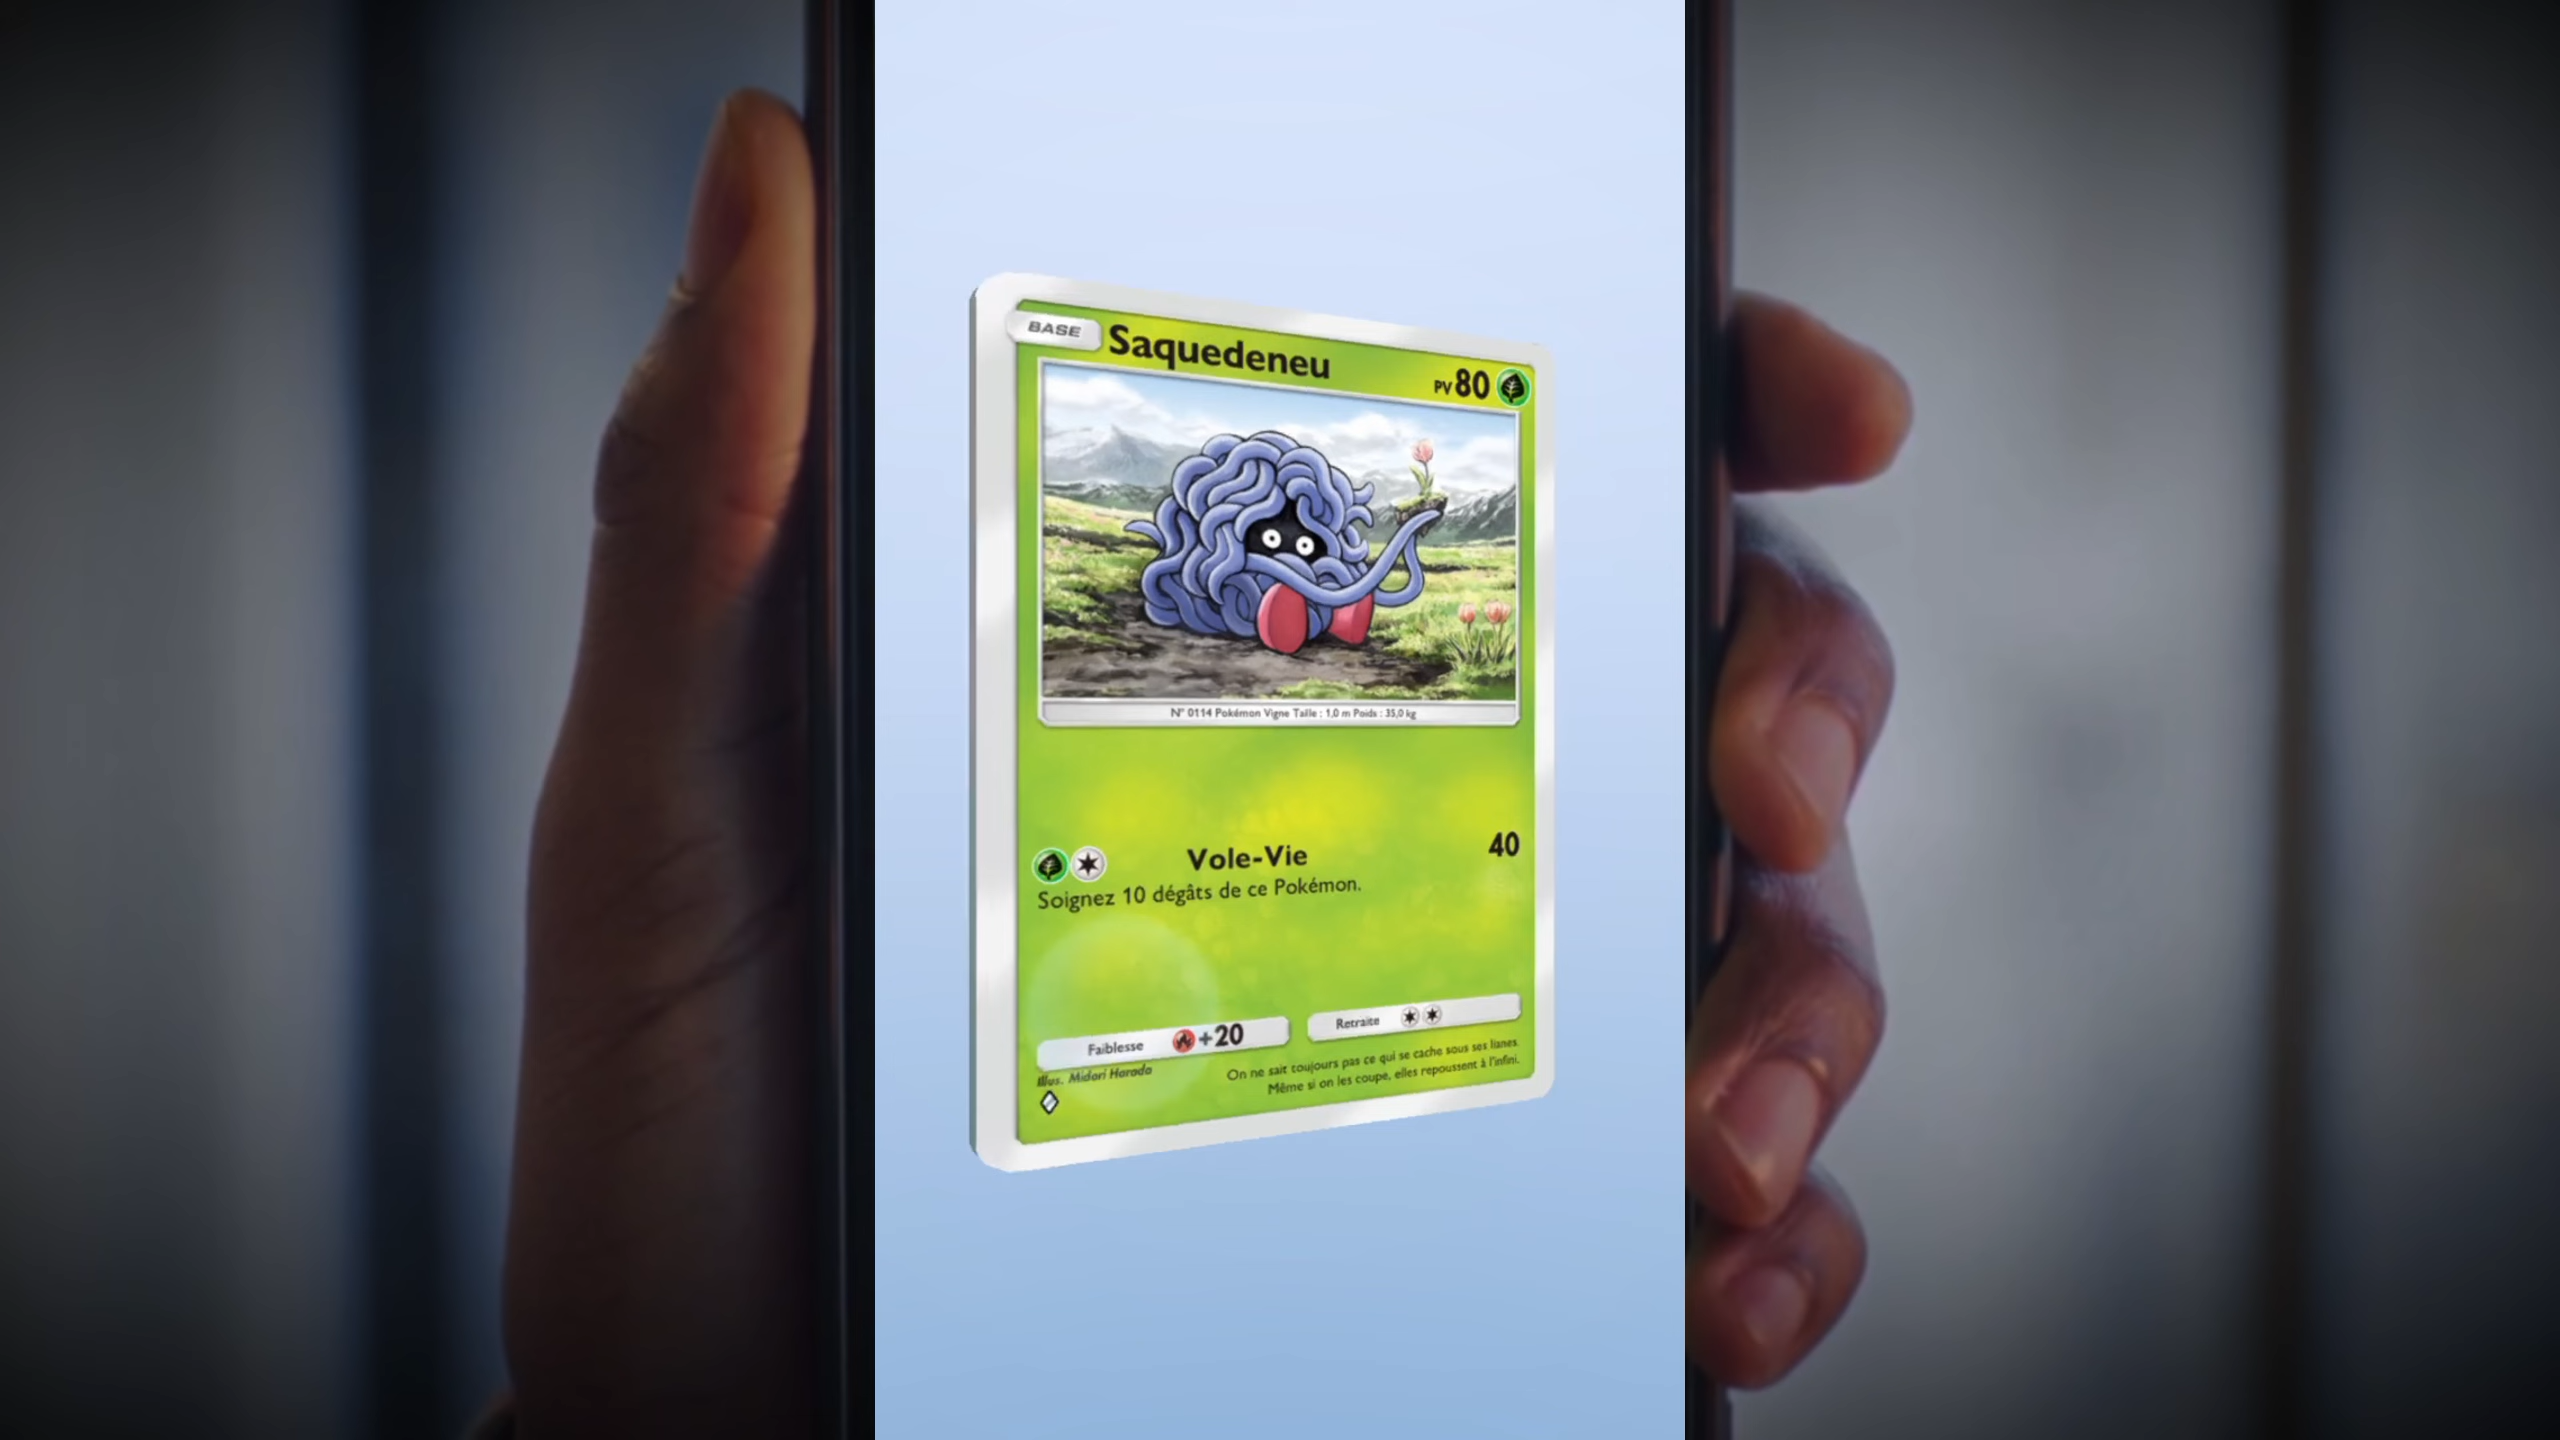 BASE
Saquedeneu
PV 80
N° 0114 Pokémon Vigne Taille : 1,0 m Poids : 35,0 kg
Vole-Vie 40
Soignez 10 dégâts de ce Pokémon.
Faiblesse +20
Retraite
Illus. Midori Harada
On ne sait toujours pas ce qui se cache sous ses lianes.
Même si on les coupe, elles repoussent à l'infini.